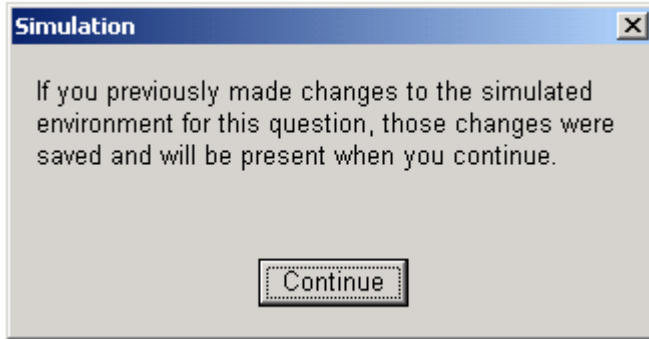 Simulation
If you previously made changes to the simulated
environment for this question, those changes were
saved and will be present when you continue.
Continue